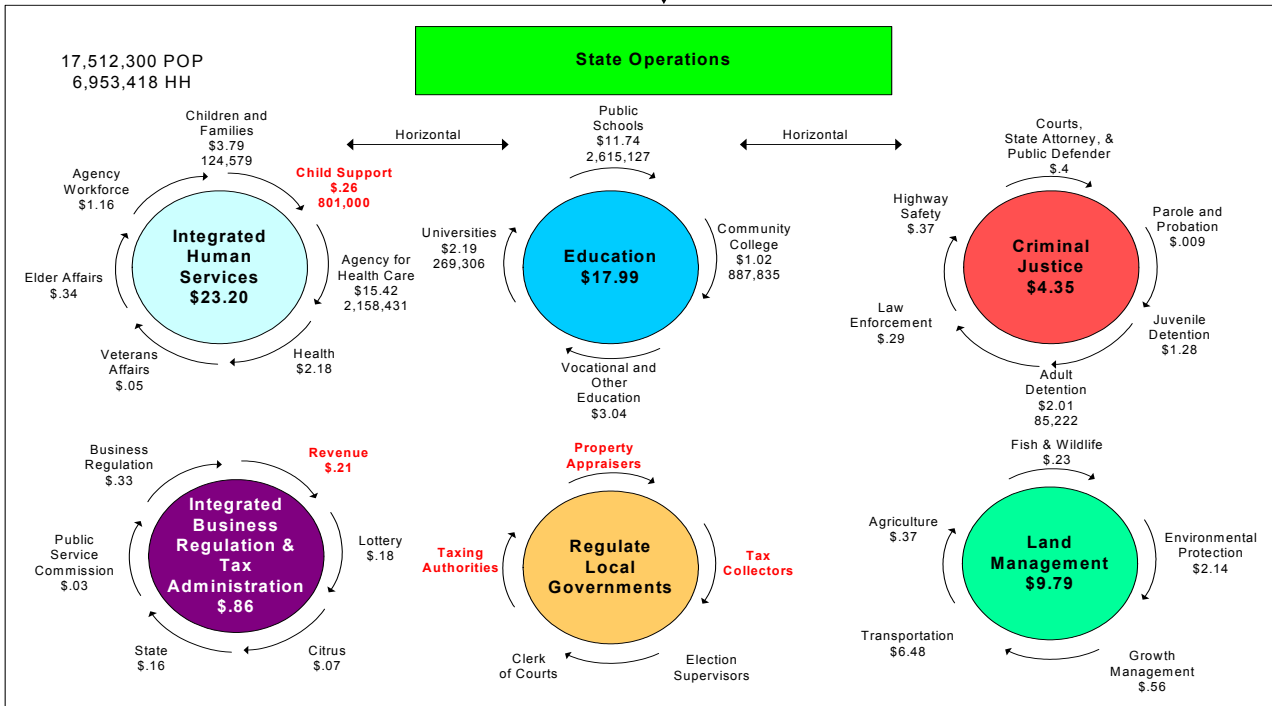 17,512,300 POP
6,953,418 HH
State Operations
Children and
Families
$3.79
124,579
Horizontal
Public
Schools
$11.74
2,615,127
Horizontal
Courts,
State Attorney, &
Public Defender
$.4
Agency
Workforce
$1.16
Child Support
$.26
801,000
Integrated
Human
Services
$23.20
Elder Affairs
$.34
Agency for
Health Care
$15.42
2,158,431
Veterans
Affairs
$.05
Health
$2.18
Universities
$2.19
269,306
Education
$17.99
Community
College
$1.02
887,835
Vocational and
Other
Education
$3.04
Highway
Safety
$.37
Criminal
Justice
$4.35
Parole and
Probation
$.009
Law
Enforcement
$.29
Juvenile
Detention
$1.28
Adult
Detention
$2.01
85,222
Business
Regulation
$.33
Revenue
$.21
Integrated
Business
Regulation &
Tax
Administration
$.86
Public
Service
Commission
$.03
Lottery
$.18
State
$.16
Citrus
$.07
Property
Appraisers
Taxing
Authorities
Regulate
Local
Governments
Tax
Collectors
Clerk
of Courts
Election
Supervisors
Fish & Wildlife
$.23
Agriculture
$.37
Land
Management
$9.79
Environmental
Protection
$2.14
Transportation
$6.48
Growth
Management
$.56